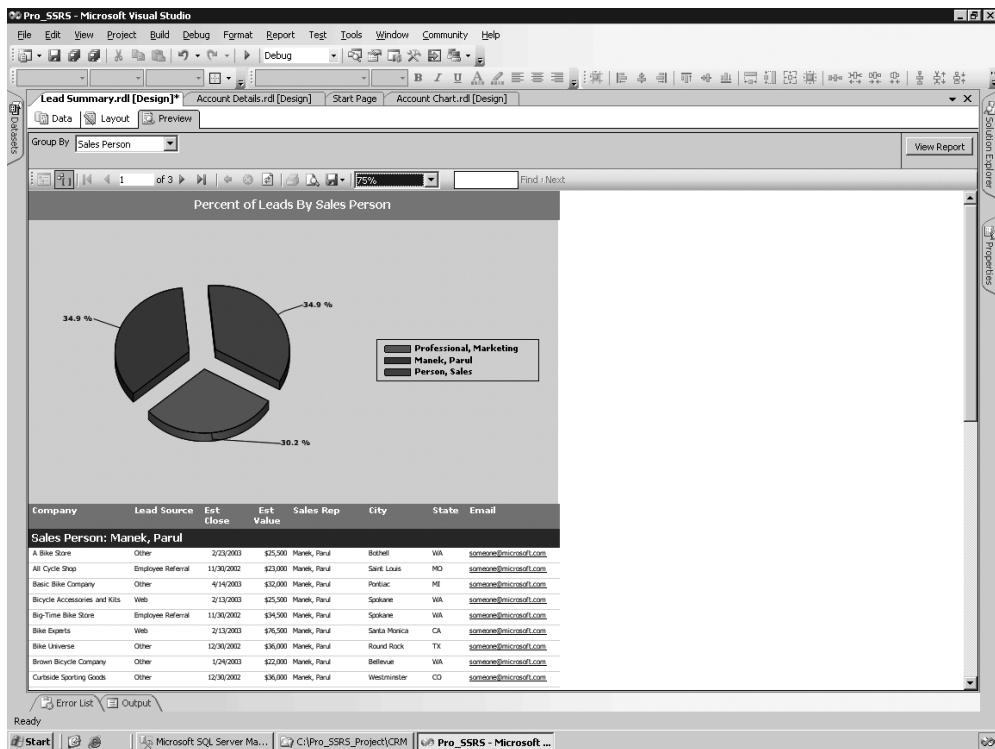 Pro_SSRS - Microsoft Visual Studio
File Edit View Project Build Debug Format Report Test Tools Window Community Help
Debug
B I U A
Lead Summary.rdl [Design]* Account Details.rdl [Design] Start Page Account Chart.rdl [Design]
Data Layout Preview
Datasets
Solution Explorer
Properties
Group By Sales Person View Report
1 of 3 75% Find | Next
Percent of Leads By Sales Person
34.9 %
34.9 %
30.2 %
Professional, Marketing
Manek, Parul
Person, Sales
Company Lead Source Est Close Est Value Sales Rep City State Email
Sales Person: Manek, Parul
A Bike Store Other 2/23/2003 $25,500 Manek, Parul Bothell WA someone@microsoft.com
All Cycle Shop Employee Referral 11/30/2002 $23,000 Manek, Parul Saint Louis MO someone@microsoft.com
Basic Bike Company Other 4/14/2003 $32,000 Manek, Parul Pontiac MI someone@microsoft.com
Bicycle Accessories and Kits Web 2/13/2003 $25,500 Manek, Parul Spokane WA someone@microsoft.com
Big-Time Bike Store Employee Referral 11/30/2002 $34,500 Manek, Parul Spokane WA someone@microsoft.com
Bike Experts Web 2/13/2003 $76,500 Manek, Parul Santa Monica CA someone@microsoft.com
Bike Universe Other 12/30/2002 $36,000 Manek, Parul Round Rock TX someone@microsoft.com
Brown Bicycle Company Other 1/24/2003 $22,000 Manek, Parul Bellevue WA someone@microsoft.com
Curbside Sporting Goods Other 12/30/2002 $36,000 Manek, Parul Westminster CO someone@microsoft.com
Error List Output
Ready
Start Microsoft SQL Server Ma... C:\Pro_SSRS_Project\CRM Pro_SSRS - Microsoft ...